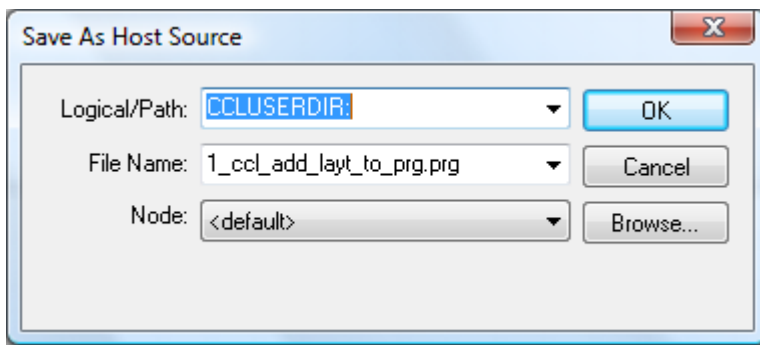 Save As Host Source
Logical/Path: CCLUSERDIR: OK
File Name: 1_ccl_add_layt_to_prg.prg Cancel
Node: <default> Browse...